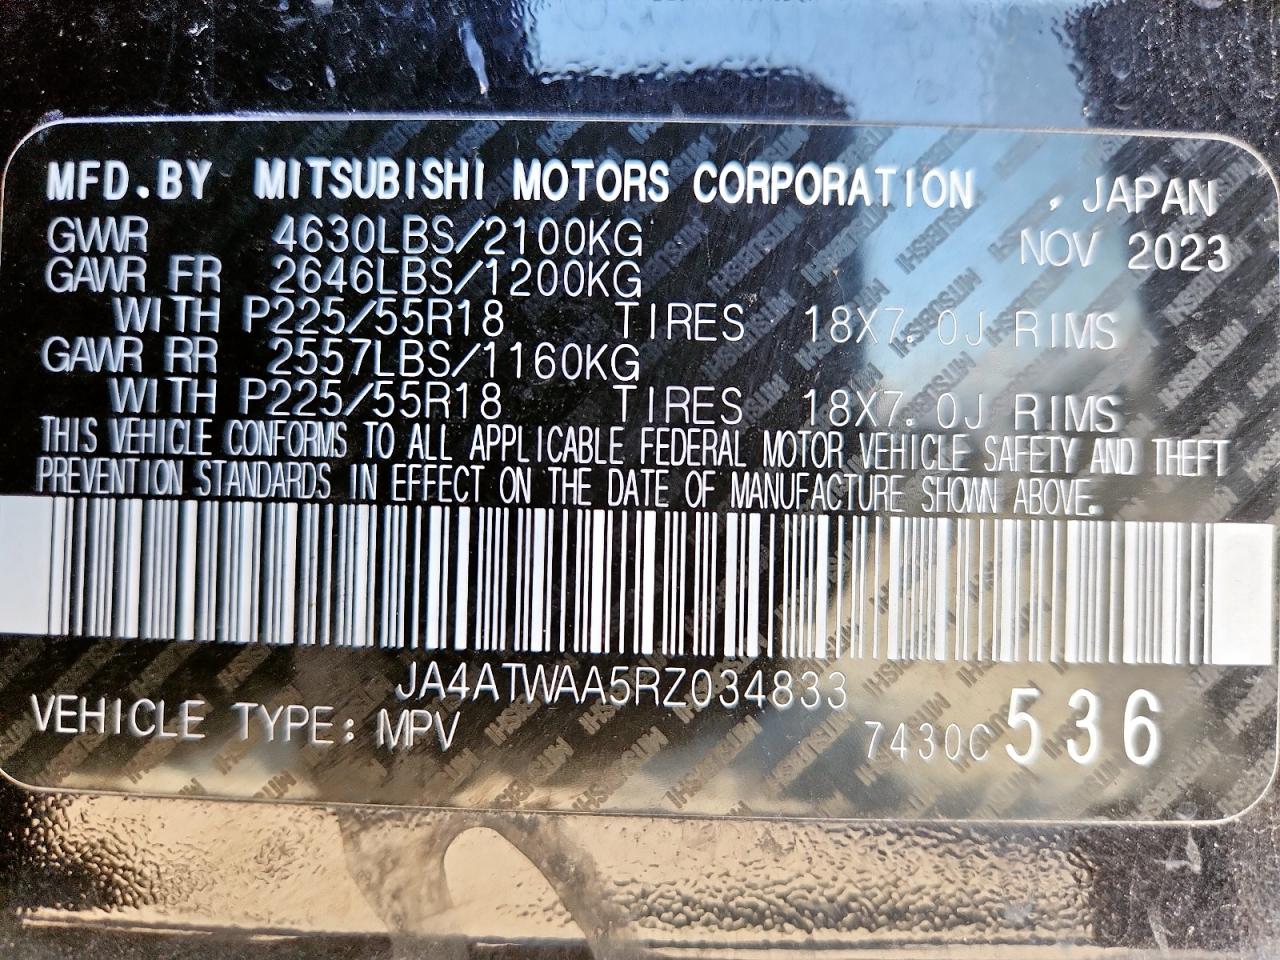 MFD.BY MITSUBISHI MOTORS CORPORATION , JAPAN
GVWR 4630LBS/2100KG NOV 2023
GAWR FR 2646LBS/1200KG
WITH P225/55R18 TIRES 18X7.0J RIMS
GAWR RR 2557LBS/1160KG
WITH P225/55R18 TIRES 18X7.0J RIMS
THIS VEHICLE CONFORMS TO ALL APPLICABLE FEDERAL MOTOR VEHICLE SAFETY AND THEFT
PREVENTION STANDARDS IN EFFECT ON THE DATE OF MANUFACTURE SHOWN ABOVE.
JA4ATWAA5RZ034833
VEHICLE TYPE: MPV 7430C 536